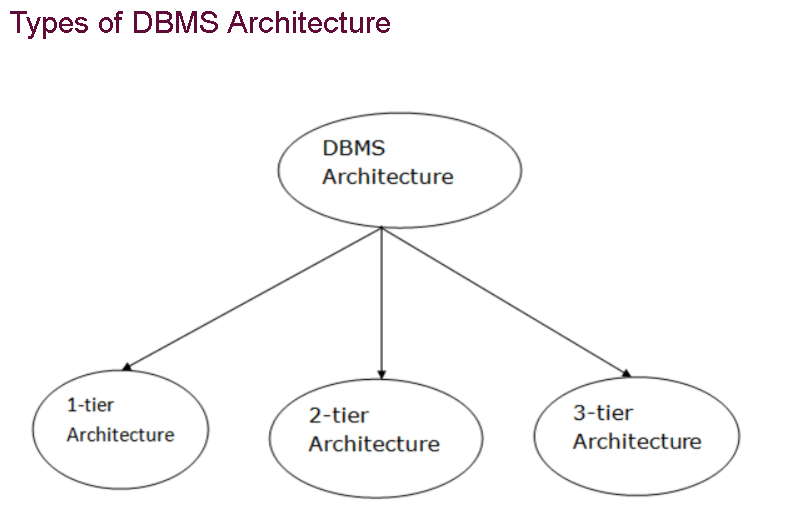 Types of DBMS Architecture
DBMS
Architecture
1-tier
Architecture
2-tier
Architecture
3-tier
Architecture